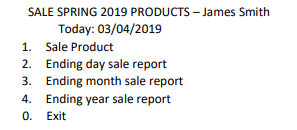 SALE SPRING 2019 PRODUCTS – James Smith
Today: 03/04/2019
1. Sale Product
2. Ending day sale report
3. Ending month sale report
4. Ending year sale report
0. Exit